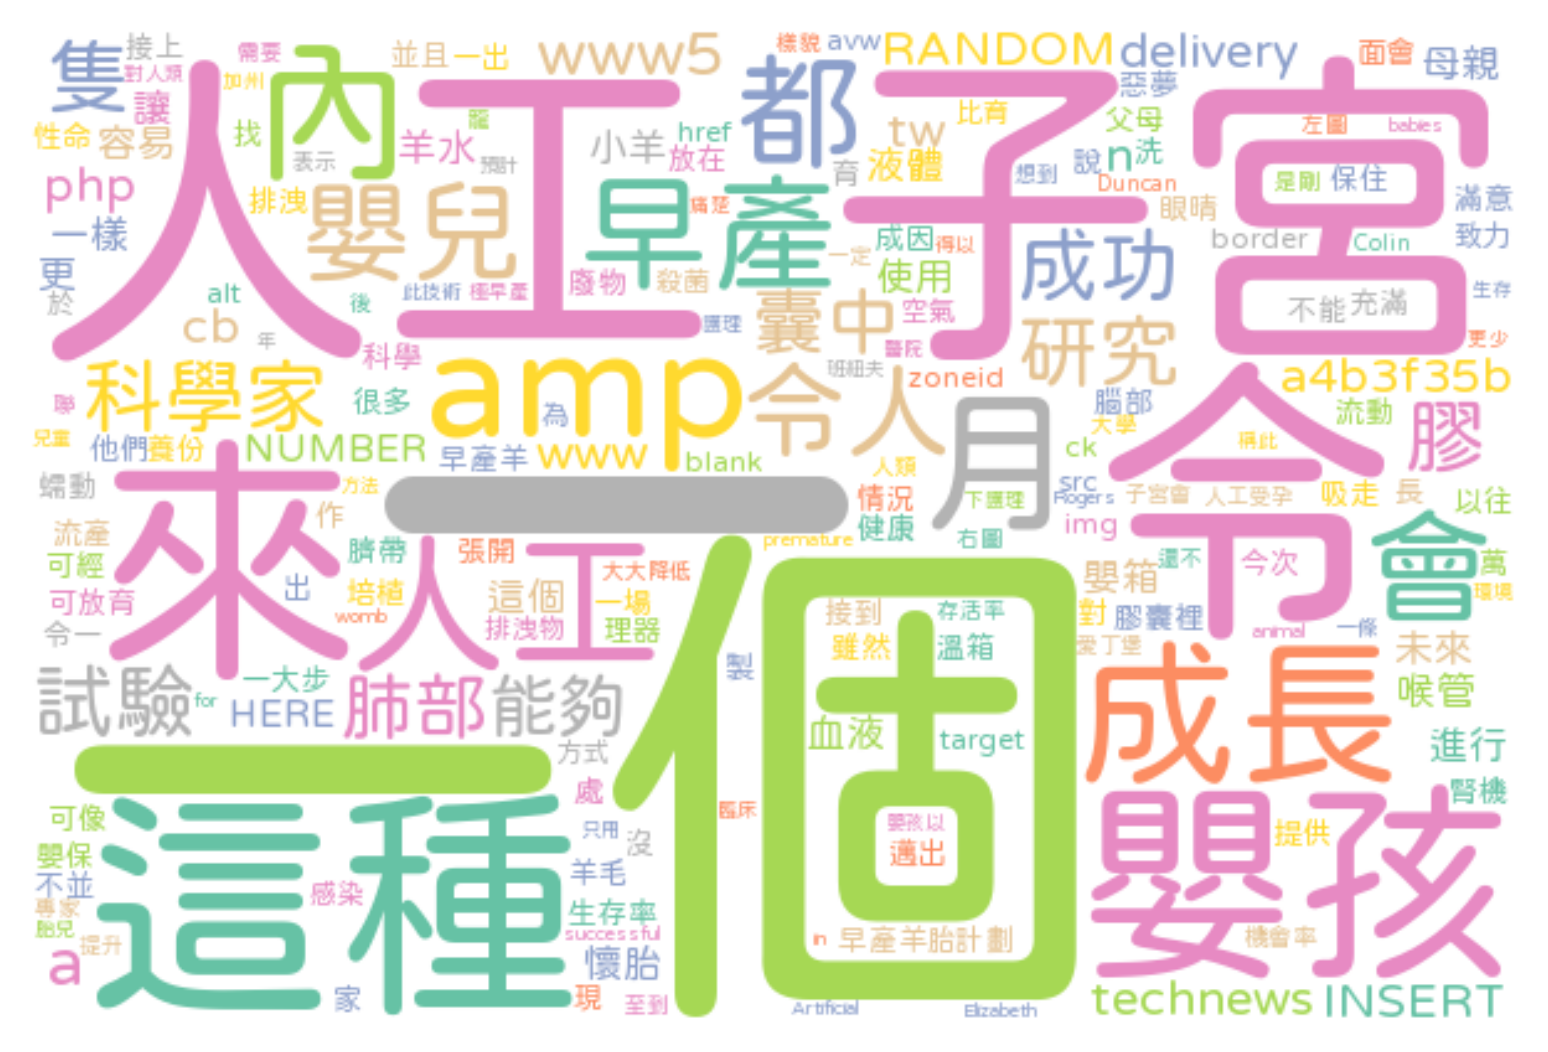 隻
接上
對人類
讓
需要
加州
內
並且
一出
www5
都
樣貌
avw
RANDOM
delivery
惡夢
面會
母親
性命
容易
找
表示
羊水
龍
預計
小羊
href
放在
育
tw
液體
比育
想到
父母
說
n
洗
Duncan
左圖
babies
是剛
保住
滿意
致力
php
一樣
更
於
排洩
嬰兒
人工
早產
痛楚
一定
子宮
眼睛
border
Colin
成因
得以
使用
成功
alt
cb
年
後
此技術
極早產
廢物
殺菌
護理
囊中
空氣
醫院
班紐夫
研究
不能
充滿
生存
更少
科學
科學家
很多
amp
為
令人
zoneid
月
腦部
大學
ck
a4b3f35b
流動
膠
聯
兒童
他們
養份
NUMBER
早產羊
www
blank
人類
情況
下護理
src
Rogers
子宮會
人工受孕
稱此
令
吸走
長
以往
蠕動
流產
可經
可放育
令一
來
方法
作
出
臍帶
培植
womb
張開
人工
這個
排洩物
一
大大降低
一場
理器
premature
健康
右圖
img
嬰箱
還不
今次
會
萬
環境
對
膠囊裡
愛丁堡
animal
一條
未來
喉管
試驗
for
一大步
HERE
肺部
能夠
方式
製
一個
接到
存活率
雖然
溫箱
血液
target
成長
進行
腎機
可像
嬰保
不並
專家
胎兒
提升
a
這種
感染
家
處
只用
沒
羊毛
生存率
successful
懷胎
現
至到
臨床
嬰孩以
邁出
in
早產羊胎計劃
Artificial
Elizabeth
嬰孩
提供
機會率
technews
INSERT